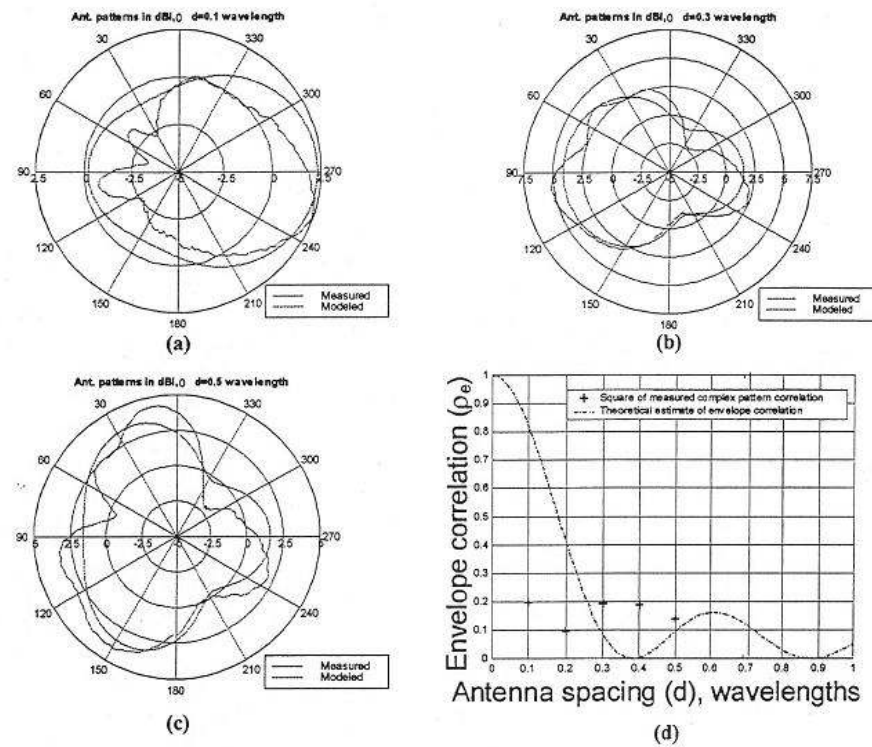 Ant. patterns in dBi,0 d=0.1 wavelength
30
330
60
300
90
270
2.5 0 -2.5 -5 -2.5 0 2.5
120
240
150
210
180
Measured
Modeled
(a)
Ant. patterns in dBi,0 d=0.3 wavelength
30
330
60
300
90
270
7.5 5 2.5 0 -2.5 -5 -2.5 0 2.5 5 7.5
120
240
150
210
180
Measured
Modeled
(b)
Ant. patterns in dBi,0 d=0.5 wavelength
30
330
60
300
90
270
5 2.5 0 -2.5 -5 -2.5 0 2.5 5
120
240
150
210
180
Measured
Modeled
(c)
Envelope correlation (ρe)
1
0.9
0.8
0.7
0.6
0.5
0.4
0.3
0.2
0.1
0
Square of measured complex pattern correlation
Theoretical estimate of envelope correlation
0 0.1 0.2 0.3 0.4 0.5 0.6 0.7 0.8 0.9 1
Antenna spacing (d), wavelengths
(d)